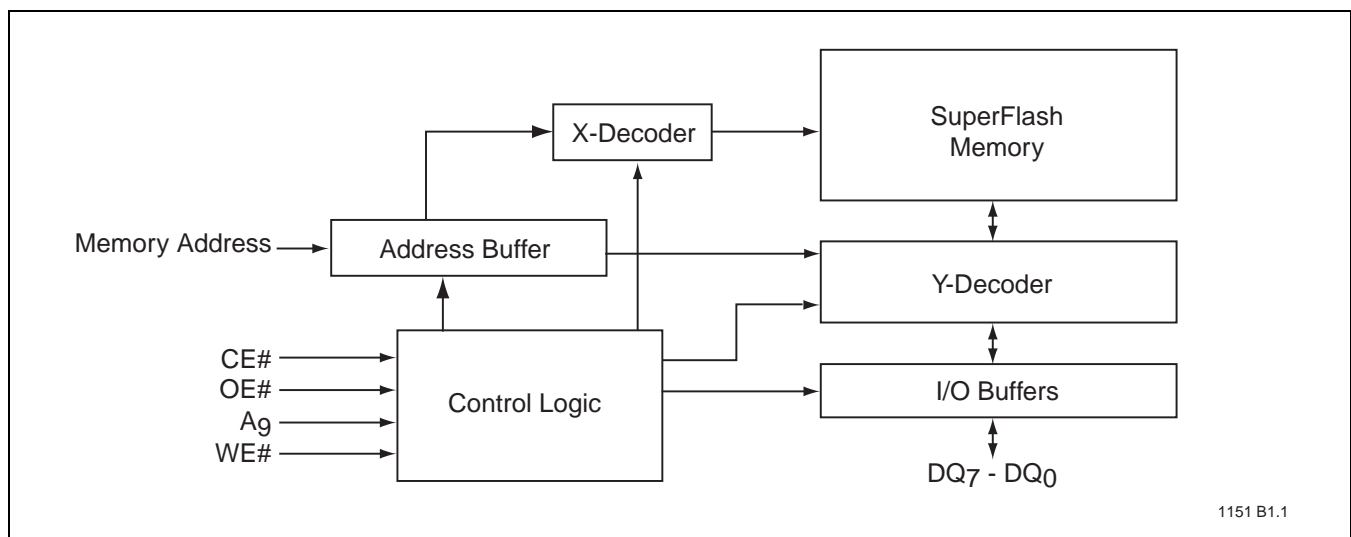 X-Decoder
SuperFlash
Memory
Memory Address
Address Buffer
Y-Decoder
CE#
OE#
A9
WE#
Control Logic
I/O Buffers
DQ7 - DQ0
1151 B1.1